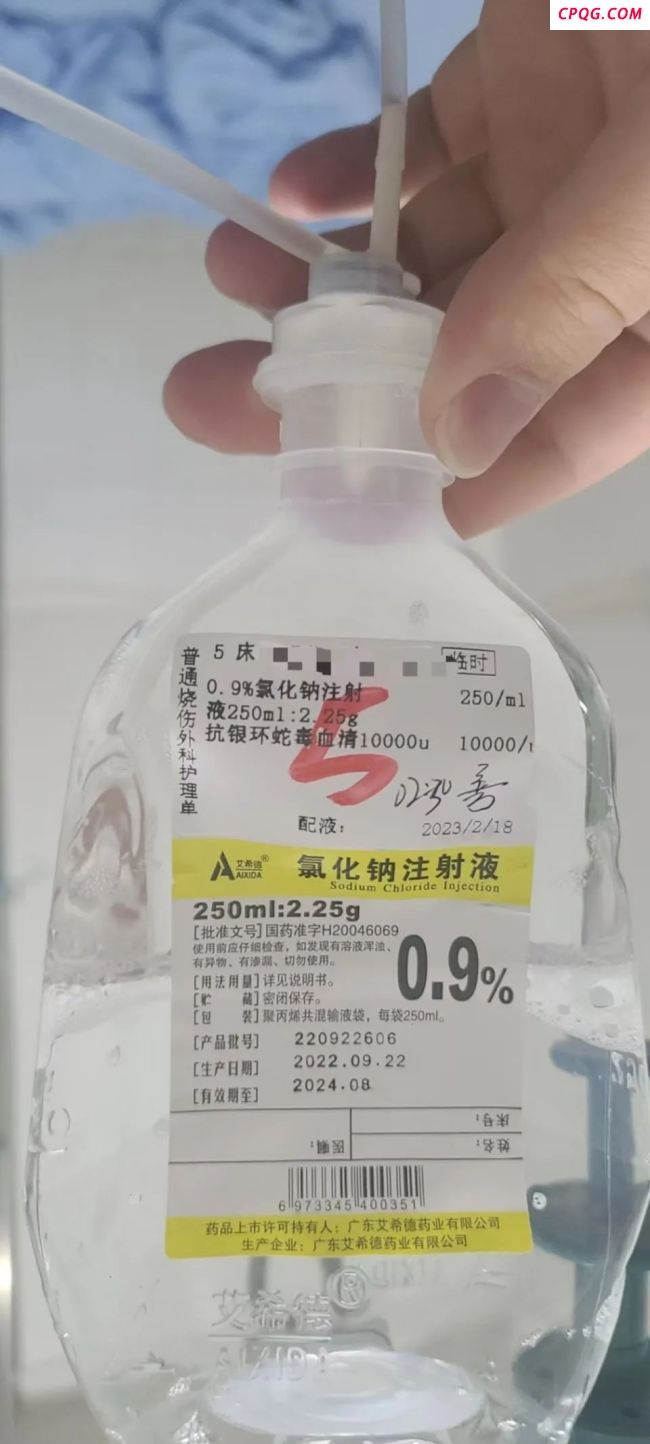 CPQG.COM
普通烧伤外科护理单
5 床
临时
0.9%氯化钠注射
液250ml:2.25g
250/ml
抗银环蛇毒血清10000u
10000/
5
配液:
2023/2/18
艾希德®
AIXIDA
氯化钠注射液
Sodium Chloride Injection
250ml:2.25g
[批准文号]国药准字H20046069
使用前应仔细检查，如发现有溶液浑浊、
有异物、有渗漏、切勿使用。
0.9%
[用法用量]详见说明书。
[贮 藏]密闭保存。
[包 装]聚丙烯共混输液袋，每袋250ml。
[产品批号] 220922606
[生产日期] 2022.09.22
[有效期至] 2024.08
床号:
医嘱:
姓名:
6 973345 400351
药品上市许可持有人：广东艾希德药业有限公司
生产企业：广东艾希德药业有限公司
艾希德®
AIXIDA